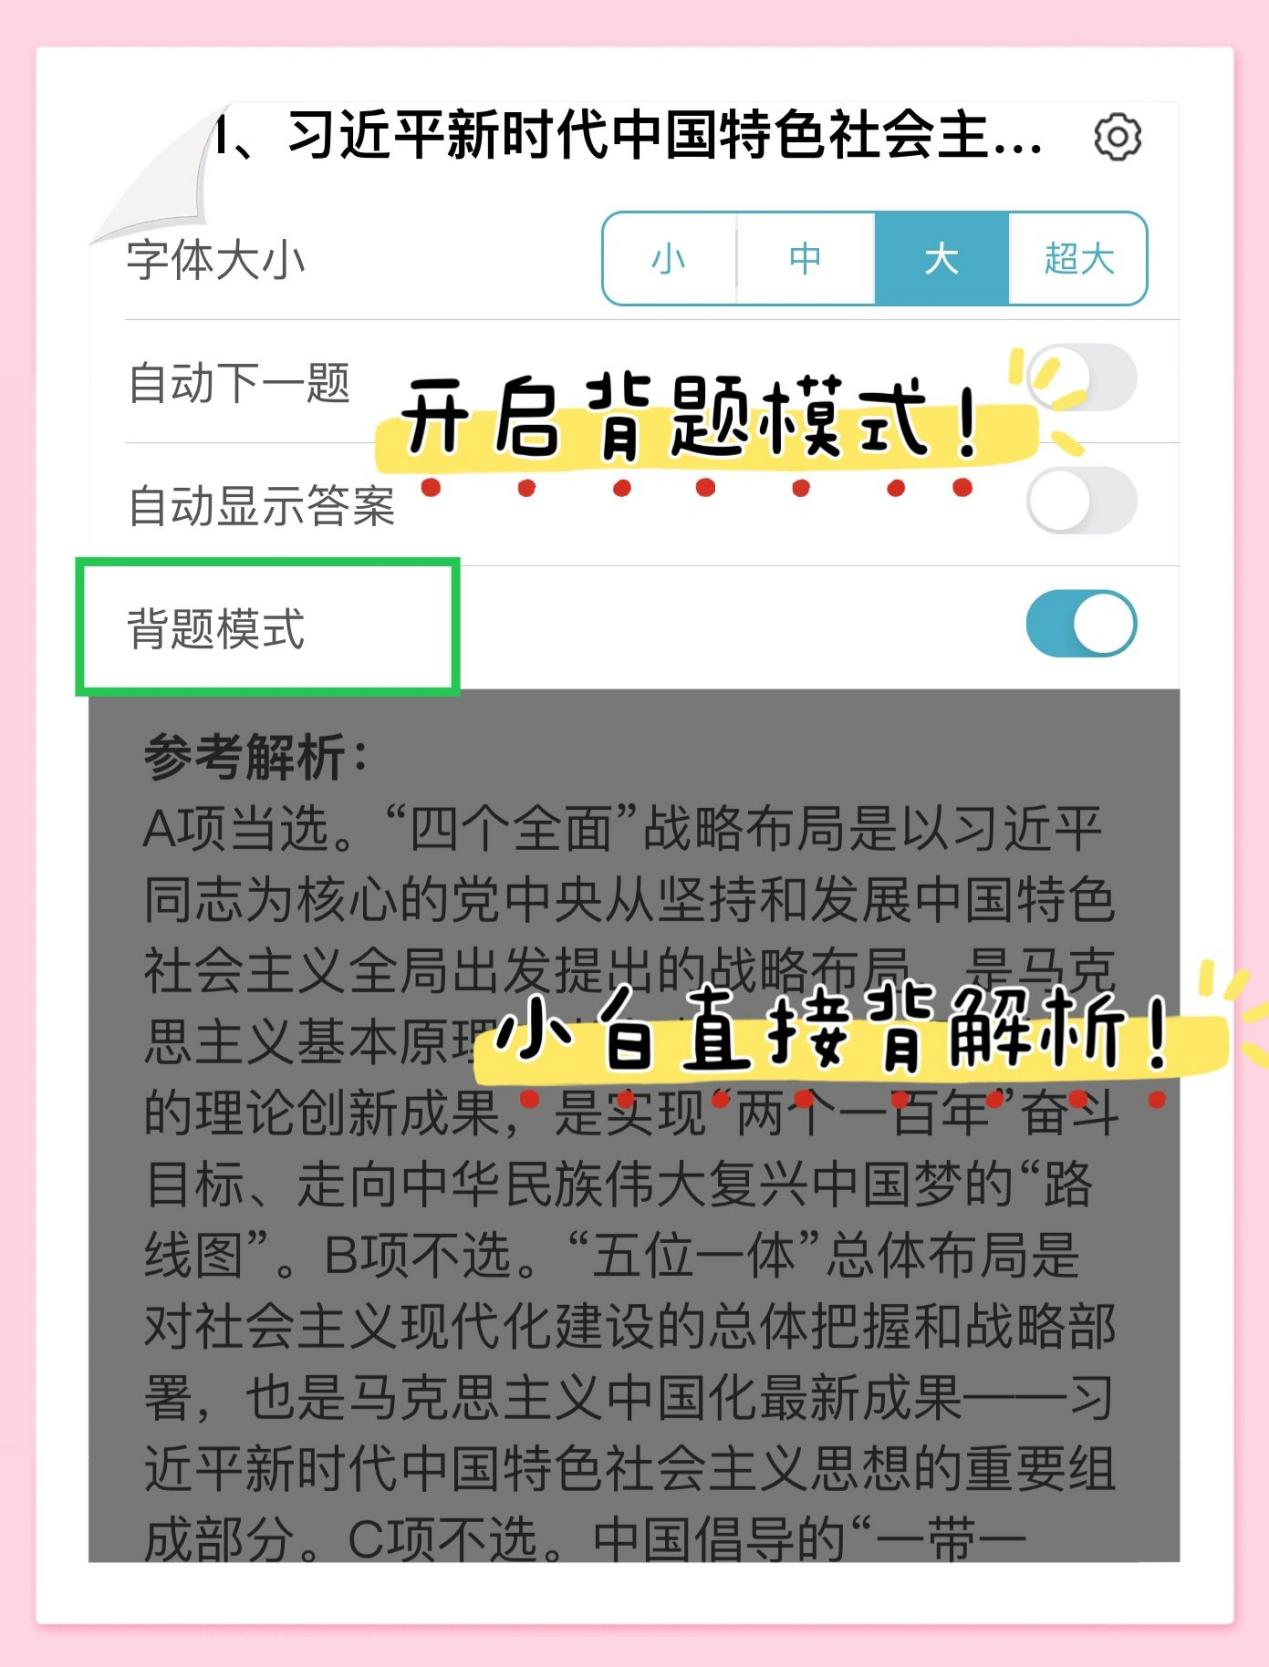 1、习近平新时代中国特色社会主...
字体大小
小 中 大 超大
自动下一题
开启背题模式！
自动显示答案
背题模式
参考解析：
A项当选。“四个全面”战略布局是以习近平
同志为核心的党中央从坚持和发展中国特色
社会主义全局出发提出的战略布局，是马克
思主义基本原理
小白直接背解析！
的理论创新成果，是实现“两个一百年”奋斗
目标、走向中华民族伟大复兴中国梦的“路
线图”。B项不选。“五位一体”总体布局是
对社会主义现代化建设的总体把握和战略部
署，也是马克思主义中国化最新成果——习
近平新时代中国特色社会主义思想的重要组
成部分。C项不选。中国倡导的“一带一